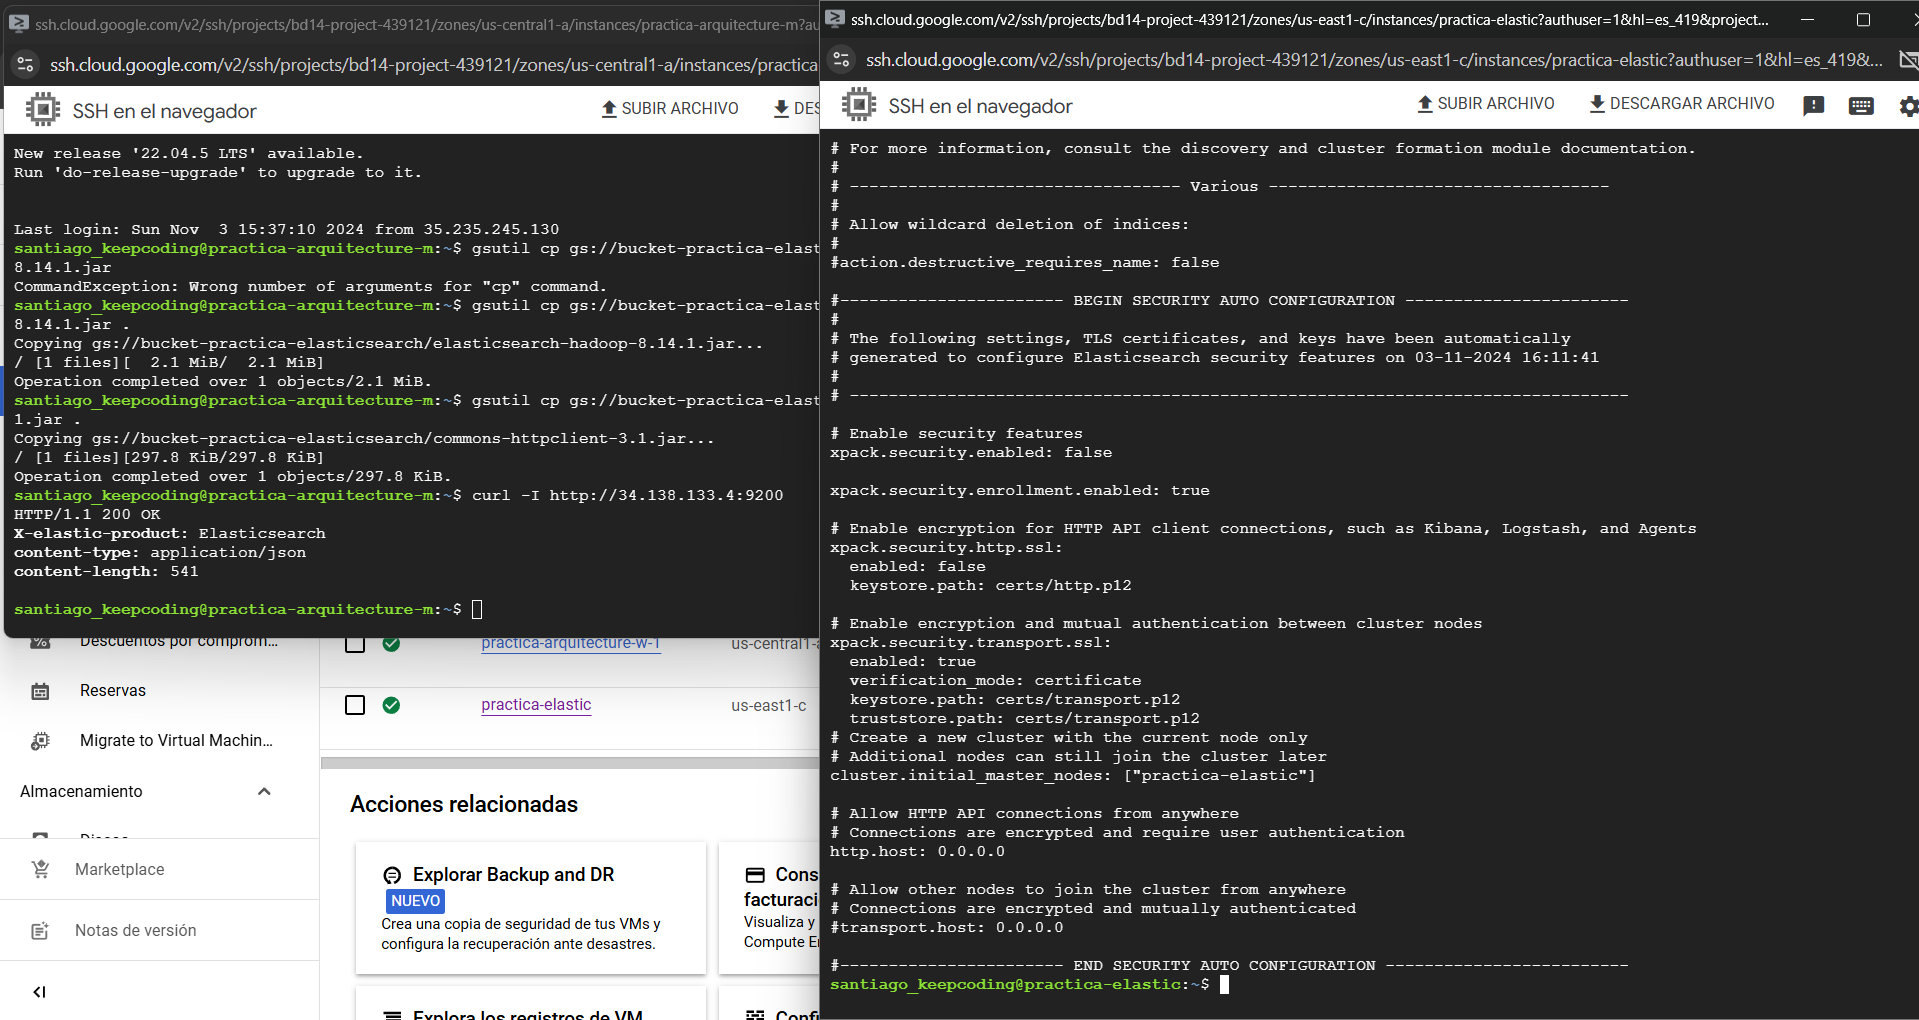 ssh.cloud.google.com/v2/ssh/projects/bd14-project-439121/zones/us-central1-a/instances/practica-arquitecture-m?au
ssh.cloud.google.com/v2/ssh/projects/bd14-project-439121/zones/us-central1-a/instances/practica
SSH en el navegador
SUBIR ARCHIVO
DES
New release '22.04.5 LTS' available.
Run 'do-release-upgrade' to upgrade to it.
Last login: Sun Nov  3 15:37:10 2024 from 35.235.245.130
santiago_keepcoding@practica-arquitecture-m:~$ gsutil cp gs://bucket-practica-elast
8.14.1.jar
CommandException: Wrong number of arguments for "cp" command.
santiago_keepcoding@practica-arquitecture-m:~$ gsutil cp gs://bucket-practica-elast
8.14.1.jar .
Copying gs://bucket-practica-elasticsearch/elasticsearch-hadoop-8.14.1.jar...
/ [1 files][  2.1 MiB/  2.1 MiB]
Operation completed over 1 objects/2.1 MiB.
santiago_keepcoding@practica-arquitecture-m:~$ gsutil cp gs://bucket-practica-elast
1.jar .
Copying gs://bucket-practica-elasticsearch/commons-httpclient-3.1.jar...
/ [1 files][297.8 KiB/297.8 KiB]
Operation completed over 1 objects/297.8 KiB.
santiago_keepcoding@practica-arquitecture-m:~$ curl -I http://34.138.133.4:9200
HTTP/1.1 200 OK
X-elastic-product: Elasticsearch
content-type: application/json
content-length: 541
santiago_keepcoding@practica-arquitecture-m:~$
Descuentos por comprom...
Reservas
Migrate to Virtual Machin...
Almacenamiento
Discos
Marketplace
Notas de versión
practica-arquitecture-w-1
us-central1-a
practica-elastic
us-east1-c
Acciones relacionadas
Explorar Backup and DR
NUEVO
Crea una copia de seguridad de tus VMs y
configura la recuperación ante desastres.
Cons
facturaci
Visualiza y
Compute E
Explora los registros de VM
Confi
ssh.cloud.google.com/v2/ssh/projects/bd14-project-439121/zones/us-east1-c/instances/practica-elastic?authuser=1&hl=es_419&project...
ssh.cloud.google.com/v2/ssh/projects/bd14-project-439121/zones/us-east1-c/instances/practica-elastic?authuser=1&hl=es_419&...
SSH en el navegador
SUBIR ARCHIVO
DESCARGAR ARCHIVO
# For more information, consult the discovery and cluster formation module documentation.
#
# ---------------------------------- Various -----------------------------------
#
# Allow wildcard deletion of indices:
#
#action.destructive_requires_name: false
#----------------------- BEGIN SECURITY AUTO CONFIGURATION -----------------------
#
# The following settings, TLS certificates, and keys have been automatically
# generated to configure Elasticsearch security features on 03-11-2024 16:11:41
#
# --------------------------------------------------------------------------------
# Enable security features
xpack.security.enabled: false
xpack.security.enrollment.enabled: true
# Enable encryption for HTTP API client connections, such as Kibana, Logstash, and Agents
xpack.security.http.ssl:
  enabled: false
  keystore.path: certs/http.p12
# Enable encryption and mutual authentication between cluster nodes
xpack.security.transport.ssl:
  enabled: true
  verification_mode: certificate
  keystore.path: certs/transport.p12
  truststore.path: certs/transport.p12
# Create a new cluster with the current node only
# Additional nodes can still join the cluster later
cluster.initial_master_nodes: ["practica-elastic"]
# Allow HTTP API connections from anywhere
# Connections are encrypted and require user authentication
http.host: 0.0.0.0
# Allow other nodes to join the cluster from anywhere
# Connections are encrypted and mutually authenticated
#transport.host: 0.0.0.0
#----------------------- END SECURITY AUTO CONFIGURATION -------------------------
santiago_keepcoding@practica-elastic:~$